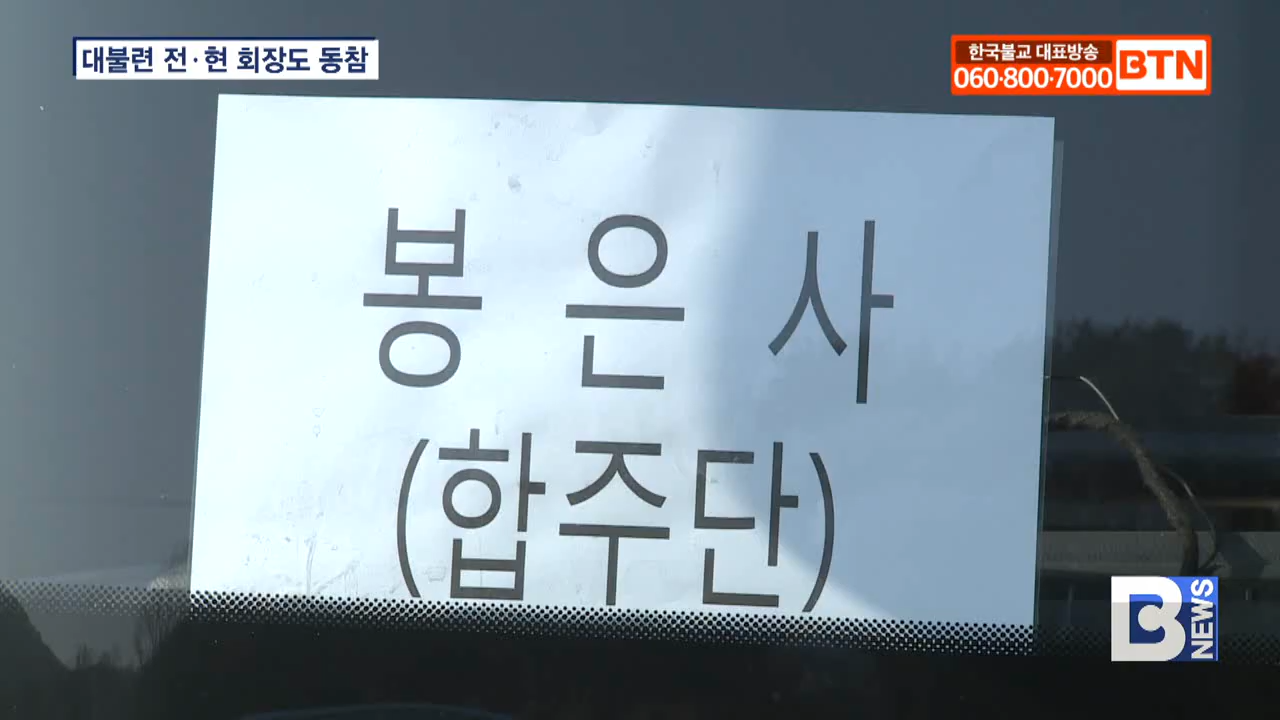 대불련 전·현 회장도 동참
한국불교 대표방송
060·800·7000
BTN
봉은사
(합주단)
B NEWS